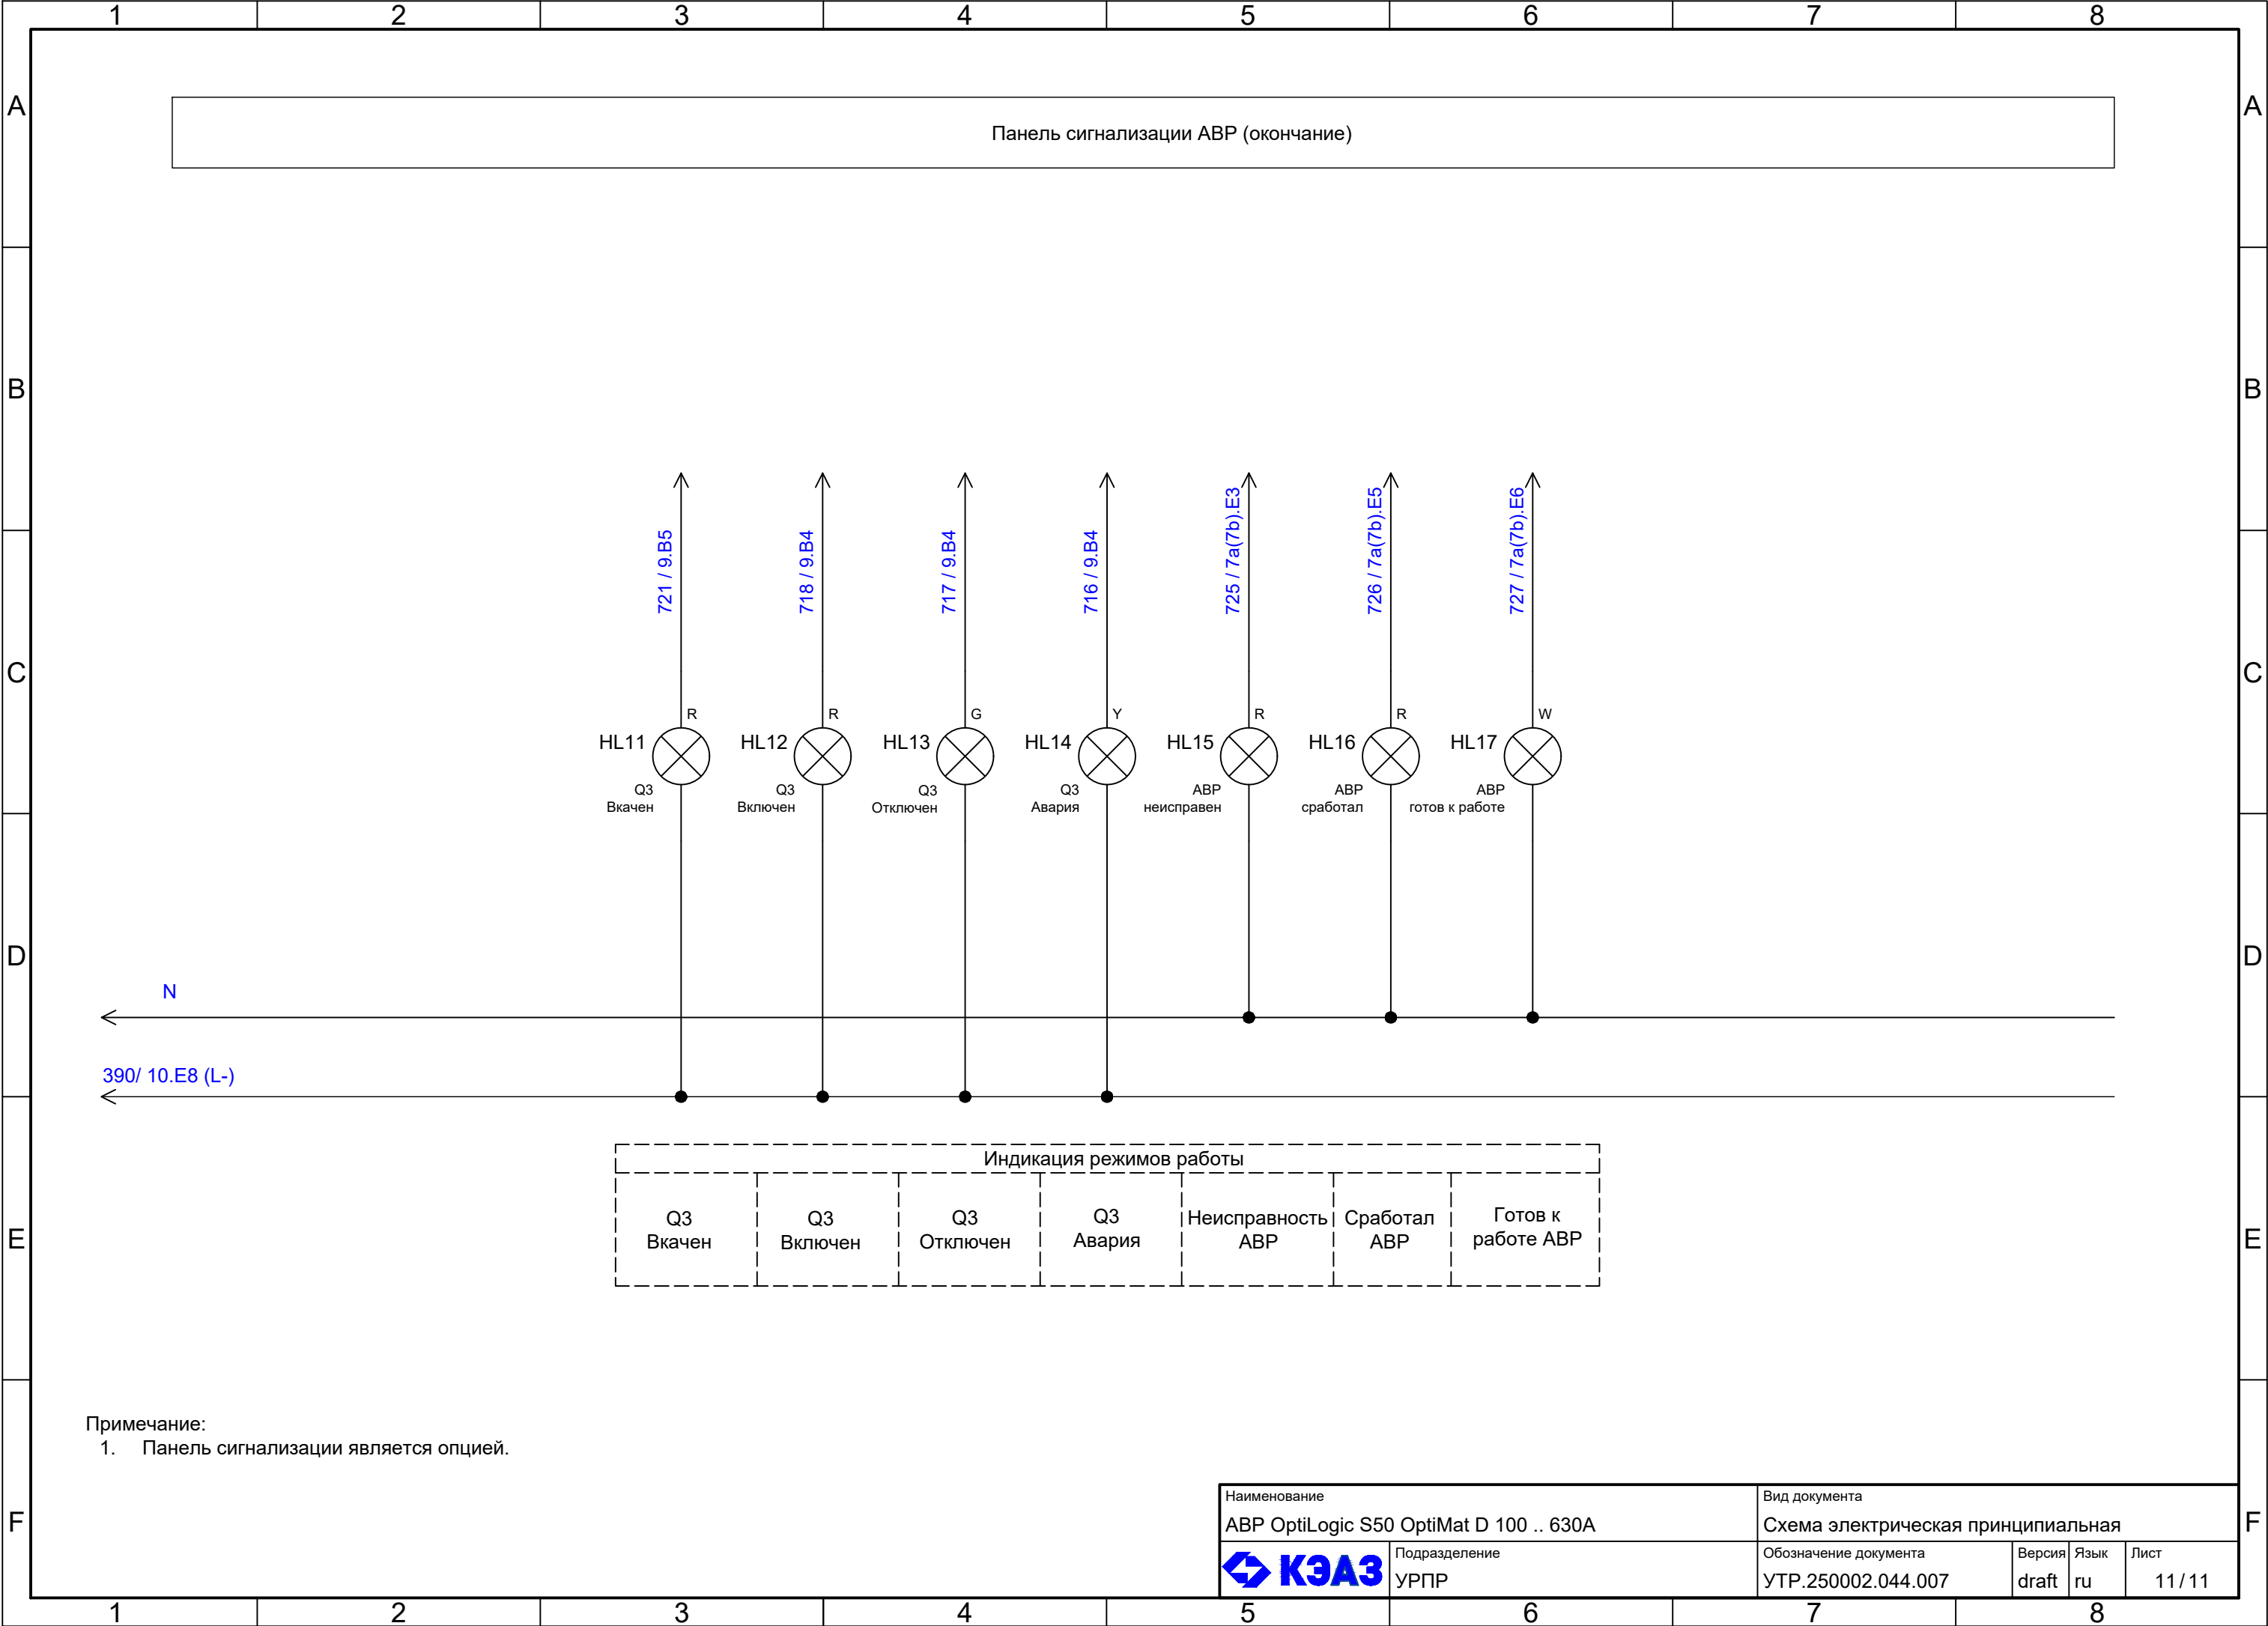 1 2 3 4 5 6 7 8
A A
Панель сигнализации АВР (окончание)
B B
721 / 9.B5
718 / 9.B4
717 / 9.B4
716 / 9.B4
725 / 7a(7b).E3
726 / 7a(7b).E5
727 / 7a(7b).E6
C C
R R G Y R R W
HL11 HL12 HL13 HL14 HL15 HL16 HL17
Q3 Q3 Q3 Q3 АВР АВР АВР
Вкачен Включен Отключен Авария неисправен сработал готов к работе
D D
N
390/ 10.E8 (L-)
Индикация режимов работы
Q3 Q3 Q3 Q3 Неисправность Сработал Готов к
Вкачен Включен Отключен Авария АВР АВР работе АВР
E E
Примечание:
1. Панель сигнализации является опцией.
F F
Наименование Вид документа
АВР OptiLogic S50 OptiMat D 100 .. 630А Схема электрическая принципиальная
КЭАЗ Подразделение Обозначение документа Версия Язык Лист
УРПР УТР.250002.044.007 draft ru 11/11
1 2 3 4 5 6 7 8